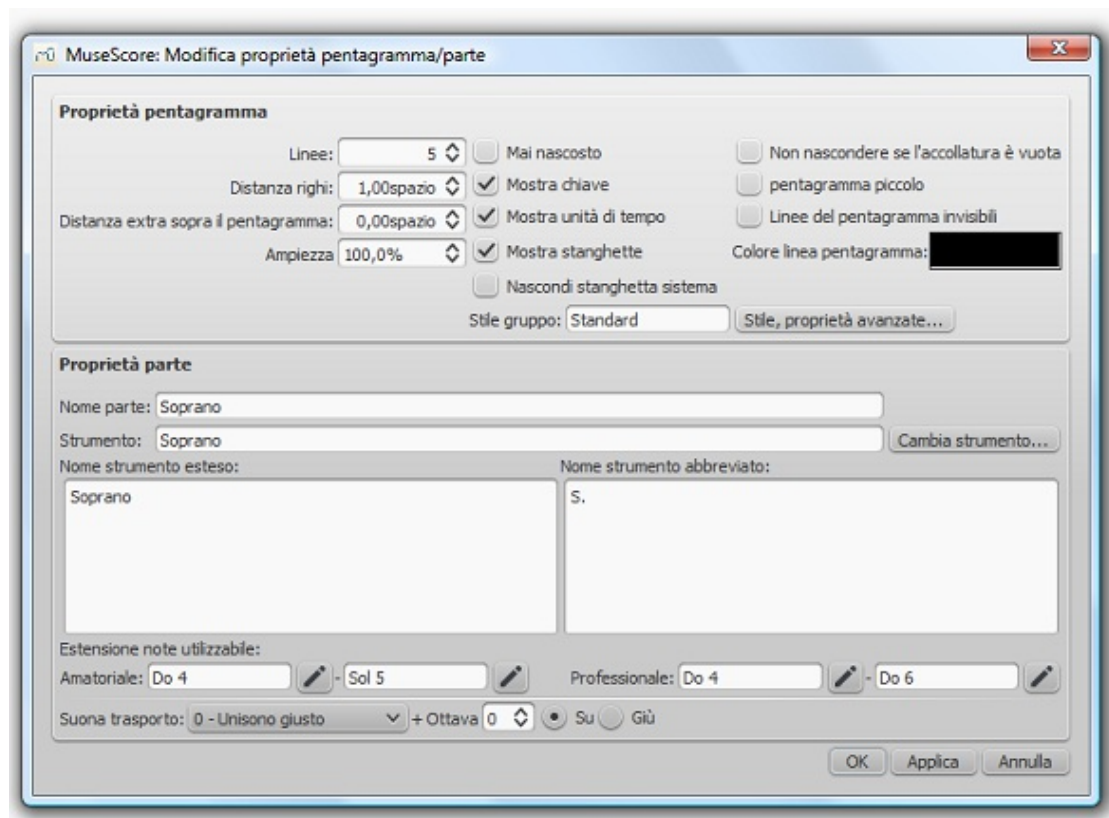 MuseScore: Modifica proprietà pentagramma/parte
Proprietà pentagramma
Linee: 5 Mai nascosto Non nascondere se l'accollatura è vuota
Distanza righi: 1,00spazio Mostra chiave pentagramma piccolo
Distanza extra sopra il pentagramma: 0,00spazio Mostra unità di tempo Linee del pentagramma invisibili
Ampiezza 100,0% Mostra stanghette Colore linea pentagramma:
Nascondi stanghetta sistema
Stile gruppo: Standard Stile, proprietà avanzate...
Proprietà parte
Nome parte: Soprano
Strumento: Soprano Cambia strumento...
Nome strumento esteso: Nome strumento abbreviato:
Soprano S.
Estensione note utilizzabile:
Amatoriale: Do 4 - Sol 5 Professionale: Do 4 - Do 6
Suona trasporto: 0 - Unisono giusto + Ottava 0 Su Giù
OK Applica Annulla